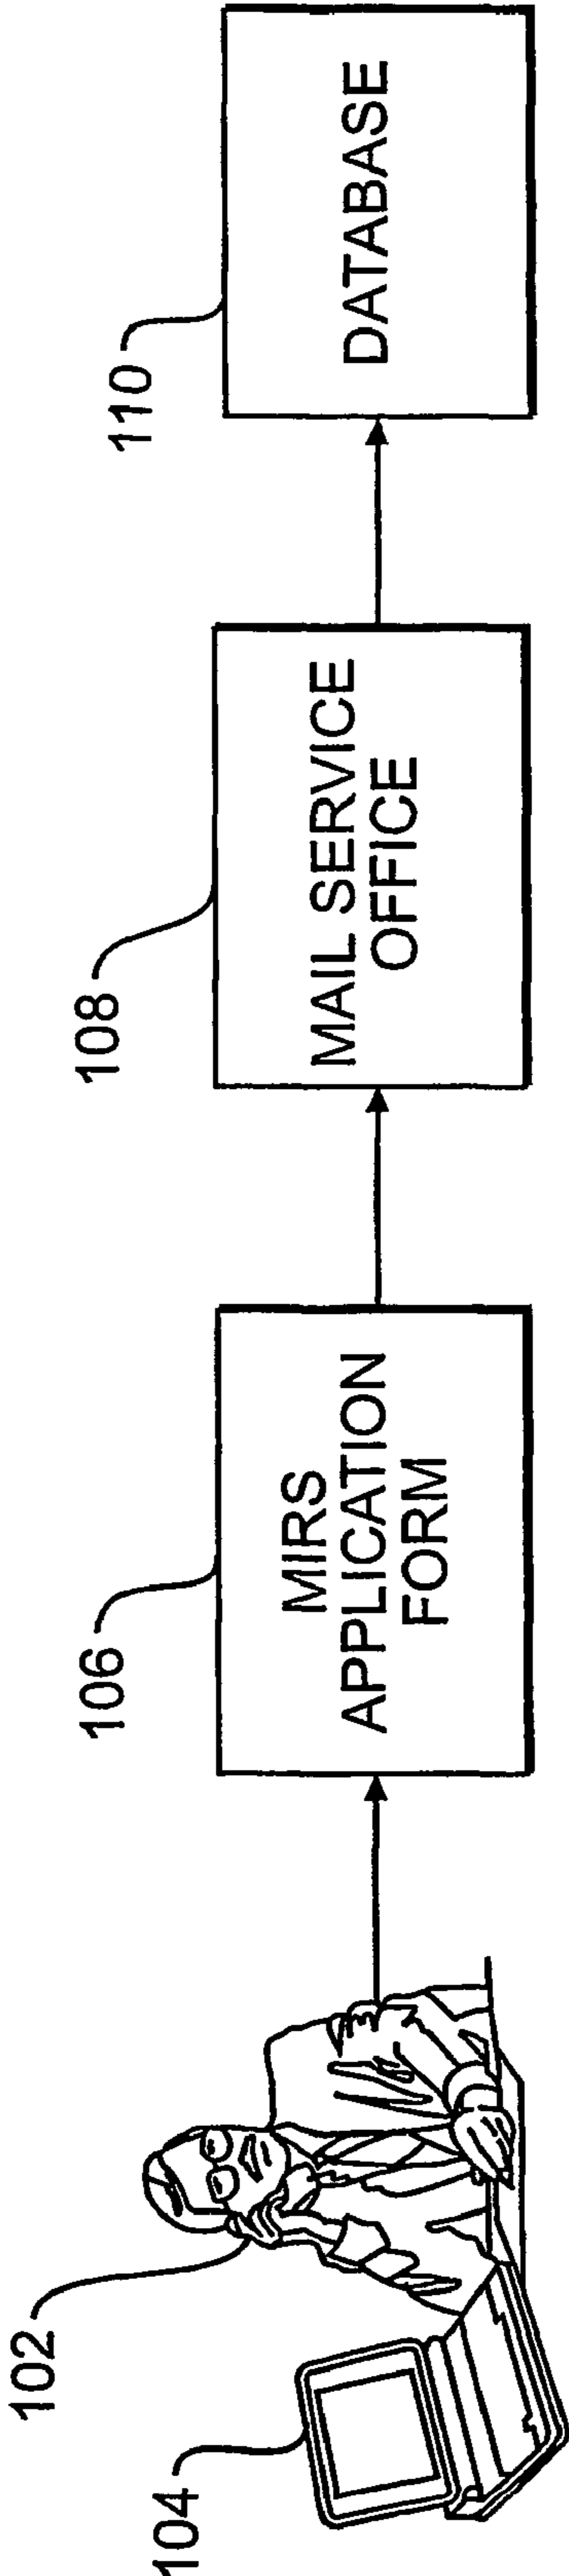 102
104
106
MIRS
APPLICATION
FORM
108
MAIL SERVICE
OFFICE
110
DATABASE